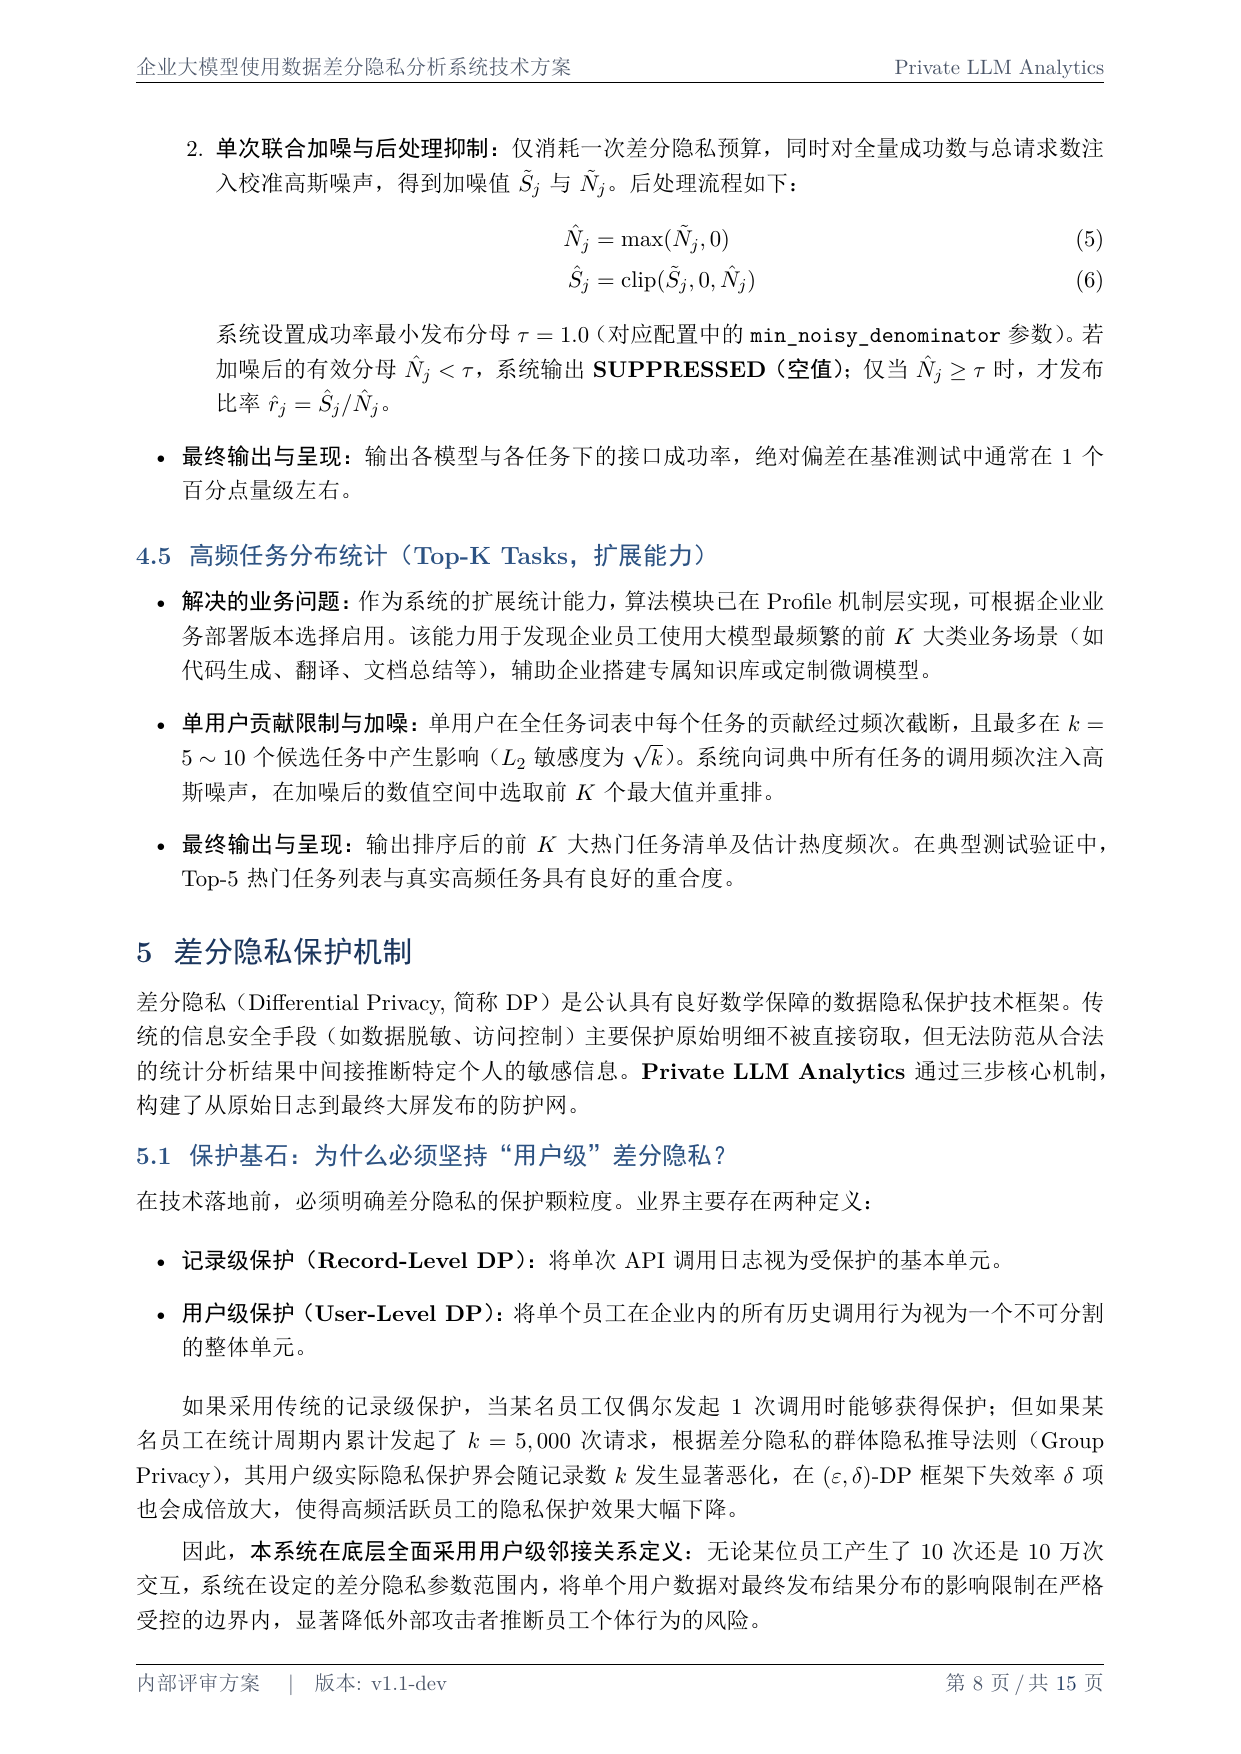 企业大模型使用数据差分隐私分析系统技术方案 Private LLM Analytics
2. 单次联合加噪与后处理抑制：仅消耗一次差分隐私预算，同时对全量成功数与总请求数注
入校准高斯噪声，得到加噪值 S̃ⱼ 与 Ñⱼ。后处理流程如下：
N̂ⱼ = max(Ñⱼ, 0) (5)
Ŝⱼ = clip(S̃ⱼ, 0, N̂ⱼ) (6)
系统设置成功率最小发布分母 τ = 1.0（对应配置中的 min_noisy_denominator 参数）。若
加噪后的有效分母 N̂ⱼ < τ，系统输出 SUPPRESSED（空值）；仅当 N̂ⱼ ≥ τ 时，才发布
比率 r̂ⱼ = Ŝⱼ/N̂ⱼ。
• 最终输出与呈现：输出各模型与各任务下的接口成功率，绝对偏差在基准测试中通常在 1 个
百分点量级左右。
4.5 高频任务分布统计（Top-K Tasks，扩展能力）
• 解决的业务问题：作为系统的扩展统计能力，算法模块已在 Profile 机制层实现，可根据企业业
务部署版本选择启用。该能力用于发现企业员工使用大模型最频繁的前 K 大类业务场景（如
代码生成、翻译、文档总结等），辅助企业搭建专属知识库或定制微调模型。
• 单用户贡献限制与加噪：单用户在全任务词表中每个任务的贡献经过频次截断，且最多在 k =
5 ∼ 10 个候选任务中产生影响（L₂ 敏感度为 √k）。系统向词典中所有任务的调用频次注入高
斯噪声，在加噪后的数值空间中选取前 K 个最大值并重排。
• 最终输出与呈现：输出排序后的前 K 大热门任务清单及估计热度频次。在典型测试验证中，
Top-5 热门任务列表与真实高频任务具有良好的重合度。
5 差分隐私保护机制
差分隐私（Differential Privacy, 简称 DP）是公认具有良好数学保障的数据隐私保护技术框架。传
统的信息安全手段（如数据脱敏、访问控制）主要保护原始明细不被直接窃取，但无法防范从合法
的统计分析结果中间接推断特定个人的敏感信息。Private LLM Analytics 通过三步核心机制，
构建了从原始日志到最终大屏发布的防护网。
5.1 保护基石：为什么必须坚持“用户级”差分隐私？
在技术落地前，必须明确差分隐私的保护颗粒度。业界主要存在两种定义：
• 记录级保护（Record-Level DP）：将单次 API 调用日志视为受保护的基本单元。
• 用户级保护（User-Level DP）：将单个员工在企业内的所有历史调用行为视为一个不可分割
的整体单元。
如果采用传统的记录级保护，当某名员工仅偶尔发起 1 次调用时能够获得保护；但如果某
名员工在统计周期内累计发起了 k = 5,000 次请求，根据差分隐私的群体隐私推导法则（Group
Privacy），其用户级实际隐私保护界会随记录数 k 发生显著恶化，在 (ε, δ)-DP 框架下失效率 δ 项
也会成倍放大，使得高频活跃员工的隐私保护效果大幅下降。
因此，本系统在底层全面采用用户级邻接关系定义：无论某位员工产生了 10 次还是 10 万次
交互，系统在设定的差分隐私参数范围内，将单个用户数据对最终发布结果分布的影响限制在严格
受控的边界内，显著降低外部攻击者推断员工个体行为的风险。
内部评审方案 | 版本: v1.1-dev 第 8 页 / 共 15 页